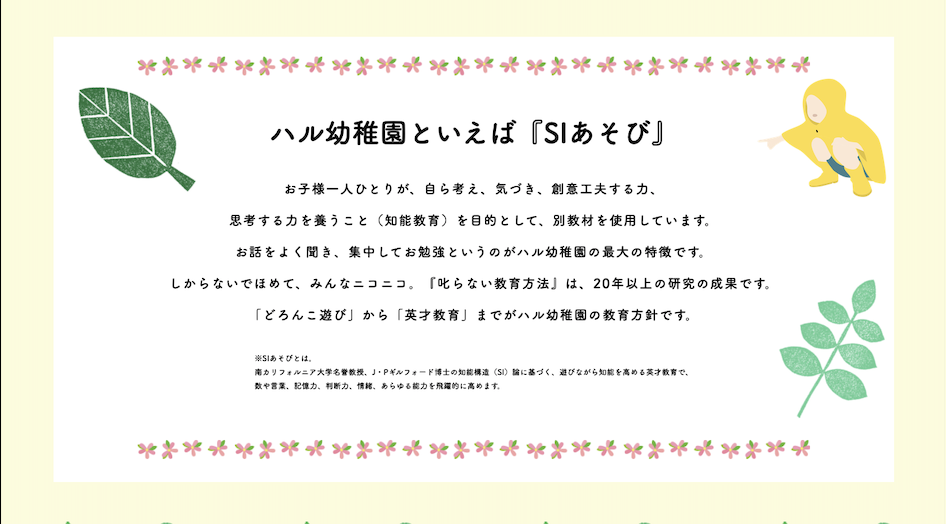 ハル幼稚園といえば『SIあそび』
お子様一人ひとりが、自ら考え、気づき、創意工夫する力、
思考する力を養うこと（知能教育）を目的として、別教材を使用しています。
お話をよく聞き、集中してお勉強というのがハル幼稚園の最大の特徴です。
しからないでほめて、みんなニコニコ。『叱らない教育方法』は、20年以上の研究の成果です。
「どろんこ遊び」から「英才教育」までがハル幼稚園の教育方針です。
※SIあそびとは。
南カリフォルニア大学名誉教授、J・Pギルフォード博士の知能構造（SI）論に基づく、遊びながら知能を高める英才教育で、
数や言葉、記憶力、判断力、情緒、あらゆる能力を飛躍的に高めます。